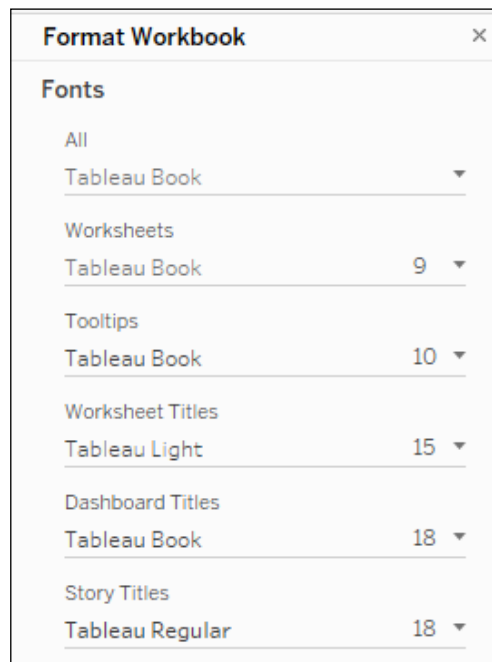 Format Workbook ×
Fonts
All
Tableau Book
Worksheets
Tableau Book 9
Tooltips
Tableau Book 10
Worksheet Titles
Tableau Light 15
Dashboard Titles
Tableau Book 18
Story Titles
Tableau Regular 18